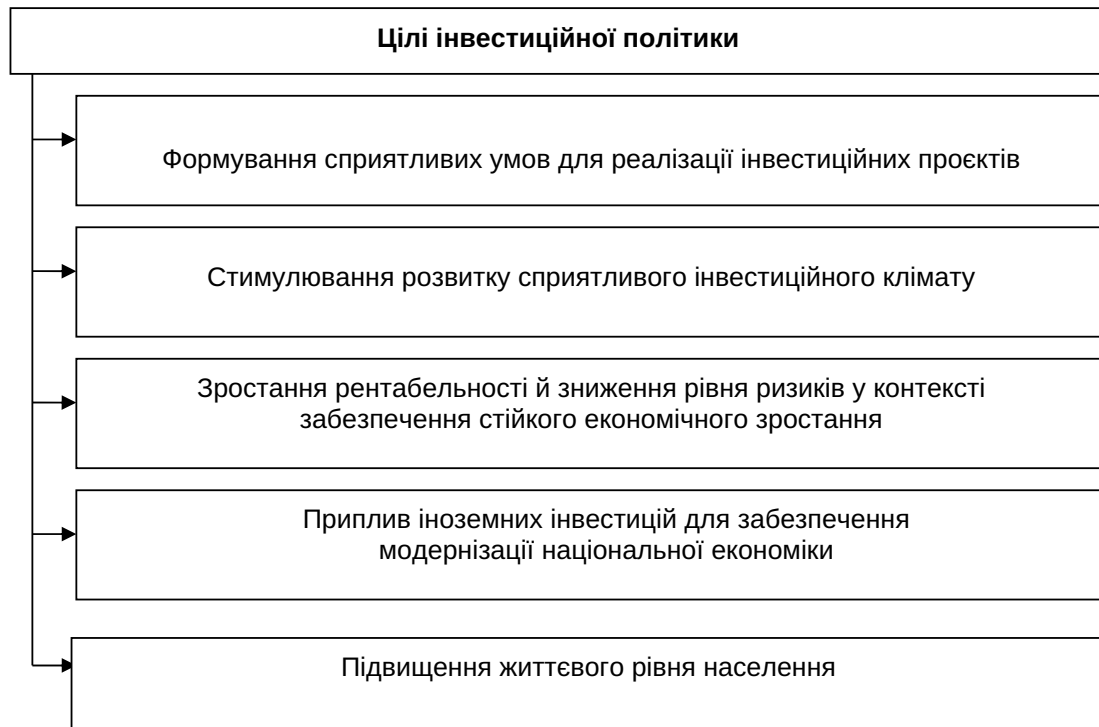 Цілі інвестиційної політики
Формування сприятливих умов для реалізації інвестиційних проєктів
Стимулювання розвитку сприятливого інвестиційного клімату
Зростання рентабельності й зниження рівня ризиків у контексті
забезпечення стійкого економічного зростання
Приплив іноземних інвестицій для забезпечення
модернізації національної економіки
Підвищення життєвого рівня населення